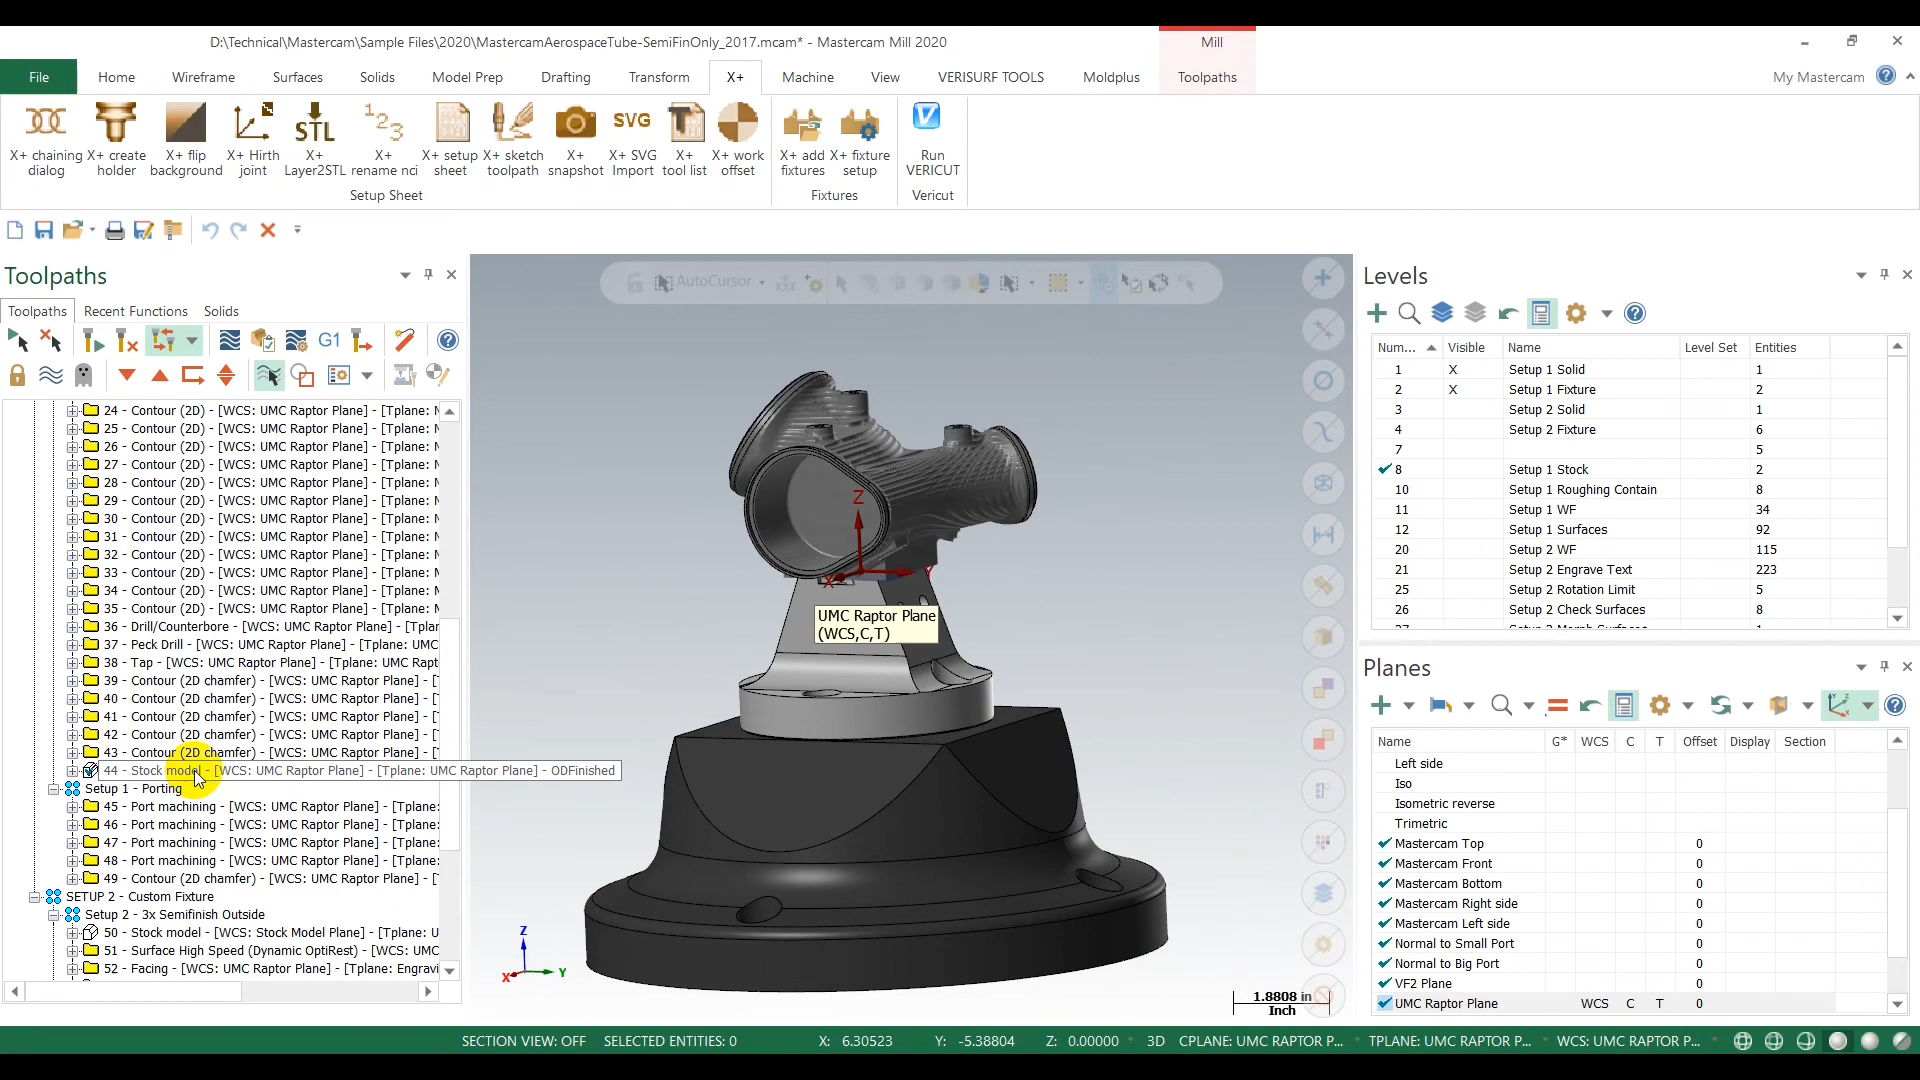 D:\Technical\Mastercam\Sample Files\2020\MastercamAerospaceTube-SemiFinOnly_2017.mcam* - Mastercam Mill 2020
Mill
File
Home
Wireframe
Surfaces
Solids
Model Prep
Drafting
Transform
X+
Machine
View
VERISURF TOOLS
Moldplus
Toolpaths
My Mastercam
STL
1 2 3
SVG
X+ chaining dialog
X+ create holder
X+ flip background
X+ Hirth joint
X+ Layer2STL
X+ rename nci
X+ setup sheet
X+ sketch toolpath
X+ snapshot
X+ SVG Import
X+ tool list
X+ work offset
X+ add fixtures
X+ fixture setup
Run VERICUT
Setup Sheet
Fixtures
Vericut
Toolpaths
Toolpaths
Recent Functions
Solids
G1
24 - Contour (2D) - [WCS: UMC Raptor Plane] - [Tplane: M
25 - Contour (2D) - [WCS: UMC Raptor Plane] - [Tplane: M
26 - Contour (2D) - [WCS: UMC Raptor Plane] - [Tplane: M
27 - Contour (2D) - [WCS: UMC Raptor Plane] - [Tplane: M
28 - Contour (2D) - [WCS: UMC Raptor Plane] - [Tplane: M
29 - Contour (2D) - [WCS: UMC Raptor Plane] - [Tplane: M
30 - Contour (2D) - [WCS: UMC Raptor Plane] - [Tplane: M
31 - Contour (2D) - [WCS: UMC Raptor Plane] - [Tplane: M
32 - Contour (2D) - [WCS: UMC Raptor Plane] - [Tplane: M
33 - Contour (2D) - [WCS: UMC Raptor Plane] - [Tplane: M
34 - Contour (2D) - [WCS: UMC Raptor Plane] - [Tplane: M
35 - Contour (2D) - [WCS: UMC Raptor Plane] - [Tplane: M
36 - Drill/Counterbore - [WCS: UMC Raptor Plane] - [Tplar
37 - Peck Drill - [WCS: UMC Raptor Plane] - [Tplane: UMC
38 - Tap - [WCS: UMC Raptor Plane] - [Tplane: UMC Rapt
39 - Contour (2D chamfer) - [WCS: UMC Raptor Plane] - [
40 - Contour (2D chamfer) - [WCS: UMC Raptor Plane] - [
41 - Contour (2D chamfer) - [WCS: UMC Raptor Plane] - [
42 - Contour (2D chamfer) - [WCS: UMC Raptor Plane] - [
43 - Contour (2D chamfer) - [WCS: UMC Raptor Plane] - [
44 - Stock model - [WCS: UMC Raptor Plane] - [Tplane: UMC Raptor Plane] - ODFinished
Setup 1 - Porting
45 - Port machining - [WCS: UMC Raptor Plane] - [Tplane:
46 - Port machining - [WCS: UMC Raptor Plane] - [Tplane:
47 - Port machining - [WCS: UMC Raptor Plane] - [Tplane:
48 - Port machining - [WCS: UMC Raptor Plane] - [Tplane:
49 - Contour (2D chamfer) - [WCS: UMC Raptor Plane] - [
SETUP 2 - Custom Fixture
Setup 2 - 3x Semifinish Outside
50 - Stock model - [WCS: Stock Model Plane] - [Tplane: U
51 - Surface High Speed (Dynamic OptiRest) - [WCS: UMC
52 - Facing - [WCS: UMC Raptor Plane] - [Tplane: Engravi
AutoCursor
Z
X
Y
UMC Raptor Plane
(WCS,C,T)
Z
X
Y
1.8808 in
Inch
Levels
Num... Visible Name Level Set Entities
1 X Setup 1 Solid 1
2 X Setup 1 Fixture 2
3 Setup 2 Solid 1
4 Setup 2 Fixture 6
7 5
8 Setup 1 Stock 2
10 Setup 1 Roughing Contain 8
11 Setup 1 WF 34
12 Setup 1 Surfaces 92
20 Setup 2 WF 115
21 Setup 2 Engrave Text 223
25 Setup 2 Rotation Limit 5
26 Setup 2 Check Surfaces 8
27 Setup 2 Morph Surfaces 1
Planes
Name G* WCS C T Offset Display Section
Left side
Iso
Isometric reverse
Trimetric
Mastercam Top 0
Mastercam Front 0
Mastercam Bottom 0
Mastercam Right side 0
Mastercam Left side 0
Normal to Small Port 0
Normal to Big Port 0
VF2 Plane 0
UMC Raptor Plane WCS C T 0
SECTION VIEW: OFF SELECTED ENTITIES: 0 X: 6.30523 Y: -5.38804 Z: 0.00000 3D CPLANE: UMC RAPTOR P... TPLANE: UMC RAPTOR P... WCS: UMC RAPTOR P...